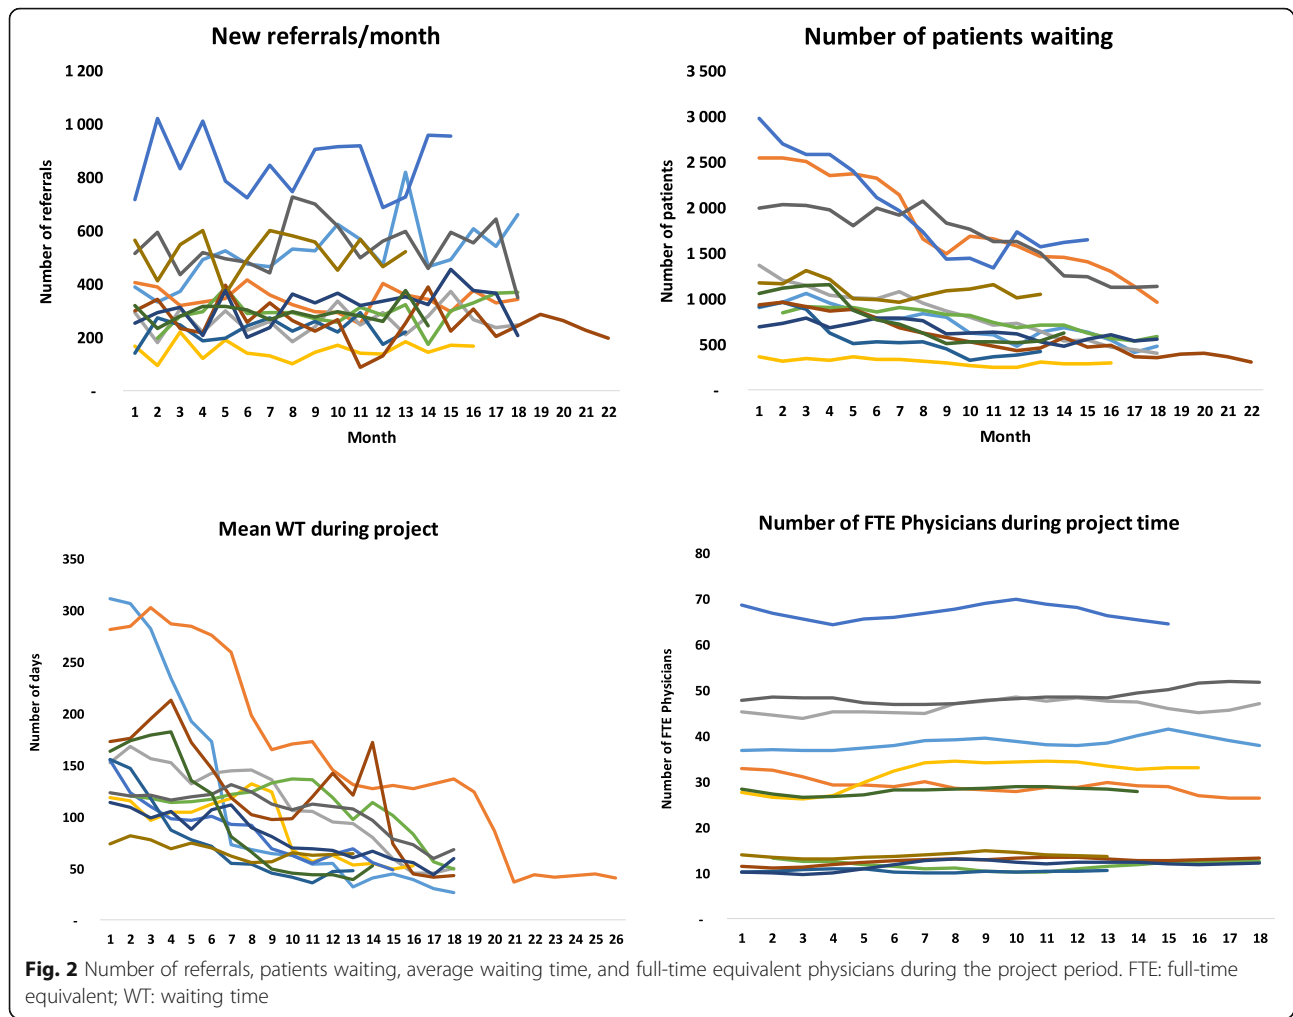 New referrals/month
1 200
1 000
800
600
400
200
-
Number of referrals
1 2 3 4 5 6 7 8 9 10 11 12 13 14 15 16 17 18 19 20 21 22
Month
Number of patients waiting
3 500
3 000
2 500
2 000
1 500
1 000
500
-
Number of patients
1 2 3 4 5 6 7 8 9 10 11 12 13 14 15 16 17 18 19 20 21 22
Month
Mean WT during project
350
300
250
200
150
100
50
-
Number of days
1 2 3 4 5 6 7 8 9 10 11 12 13 14 15 16 17 18 19 20 21 22 23 24 25 26
Number of FTE Physicians during project time
80
70
60
50
40
30
20
10
-
Number of FTE Physicians
1 2 3 4 5 6 7 8 9 10 11 12 13 14 15 16 17 18
Fig. 2 Number of referrals, patients waiting, average waiting time, and full-time equivalent physicians during the project period. FTE: full-time
equivalent; WT: waiting time